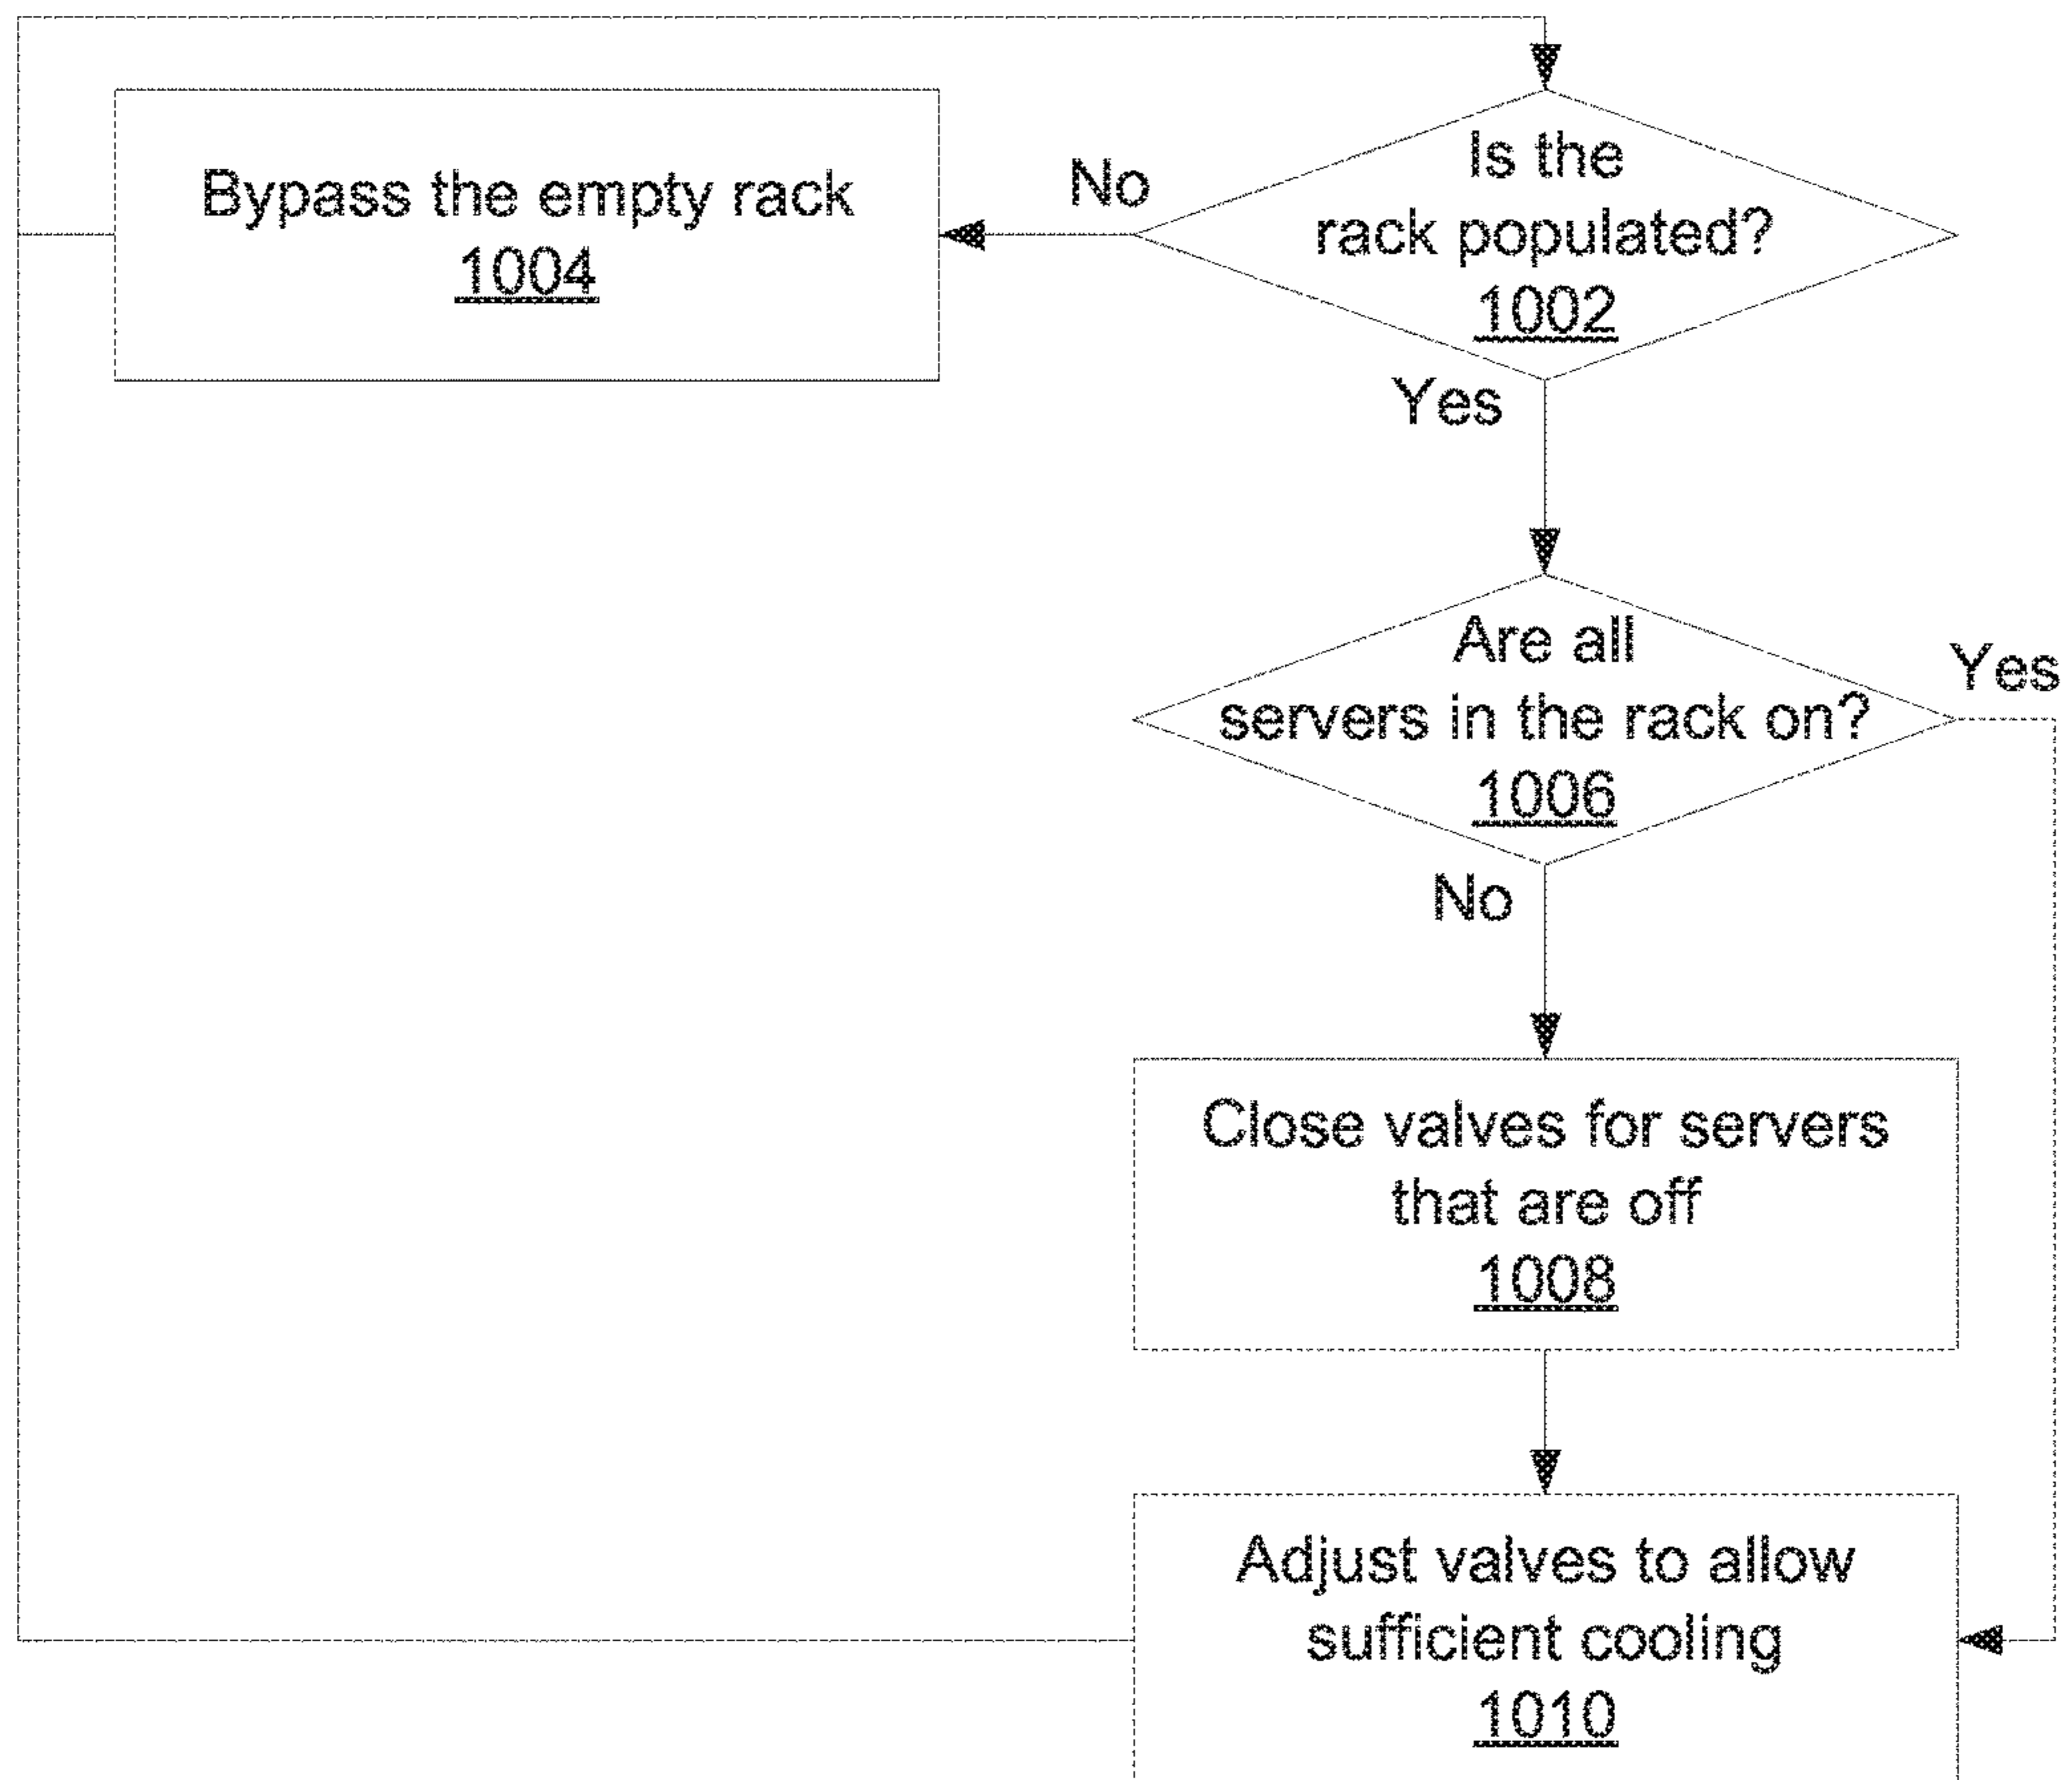 Is the
rack populated?
1002
No
Bypass the empty rack
1004
Yes
Are all
servers in the rack on?
1006
Yes
No
Close valves for servers
that are off
1008
Adjust valves to allow
sufficient cooling
1010